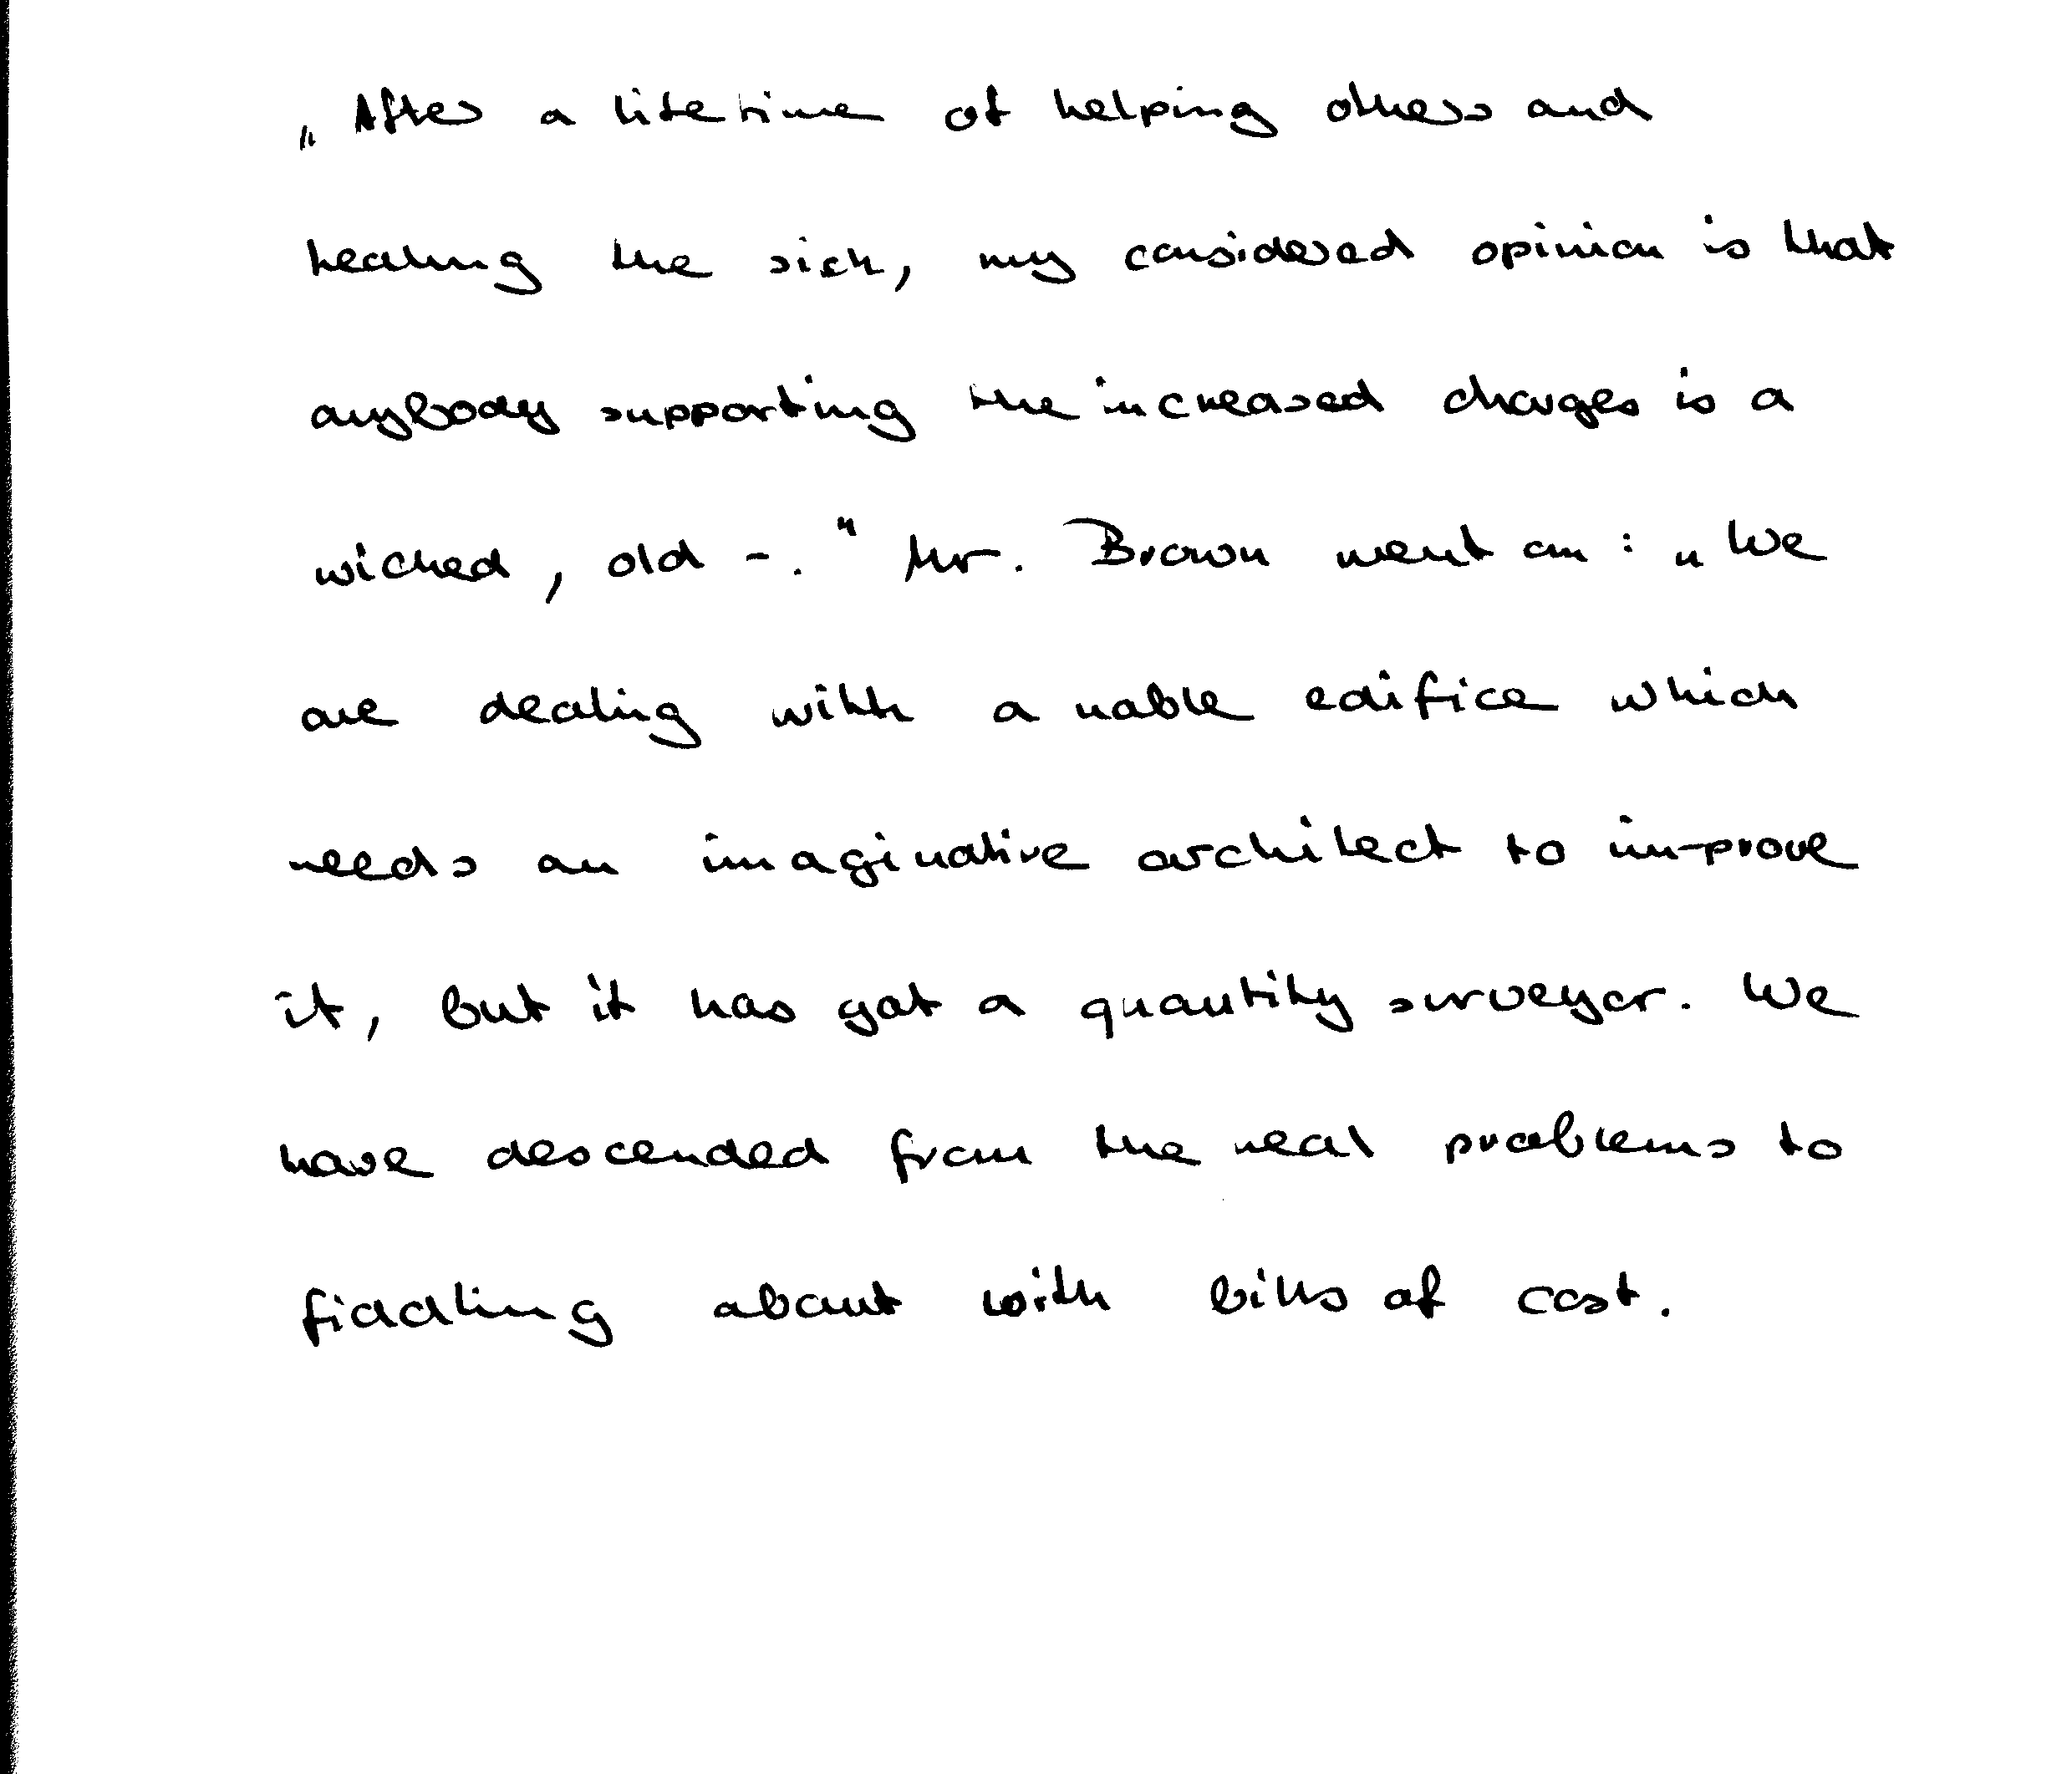 „After a lifetime of helping others and
healing the sick, my considered opinion is that
anybody supporting the increased charges is a
wicked, old -." Mr. Brown went on: „We
are dealing with a noble edifice which
needs an imaginative architect to improve
it, but it has got a quantity surveyor. We
have descended from the real problems to
fiddling about with bills of cost.